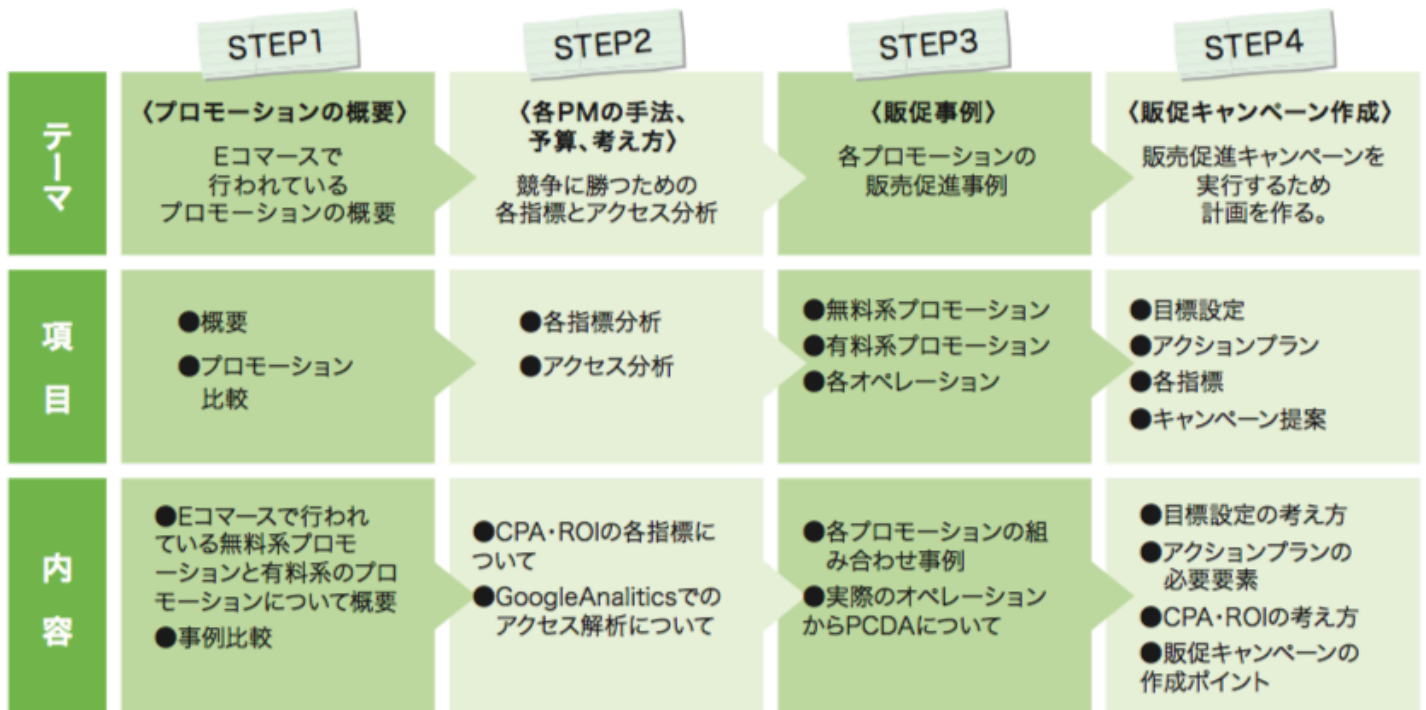 STEP1
STEP2
STEP3
STEP4
テーマ
〈プロモーションの概要〉
Eコマースで
行われている
プロモーションの概要
〈各PMの手法、
予算、考え方〉
競争に勝つための
各指標とアクセス分析
〈販促事例〉
各プロモーションの
販売促進事例
〈販促キャンペーン作成〉
販売促進キャンペーンを
実行するため
計画を作る。
項目
●概要
●プロモーション
比較
●各指標分析
●アクセス分析
●無料系プロモーション
●有料系プロモーション
●各オペレーション
●目標設定
●アクションプラン
●各指標
●キャンペーン提案
内容
●Eコマースで行われ
ている無料系プロモ
ーションと有料系のプロ
モーションについて概要
●事例比較
●CPA・ROIの各指標に
ついて
●GoogleAnaliticsでの
アクセス解析について
●各プロモーションの組
み合わせ事例
●実際のオペレーション
からPCDAについて
●目標設定の考え方
●アクションプランの
必要要素
●CPA・ROIの考え方
●販促キャンペーンの
作成ポイント